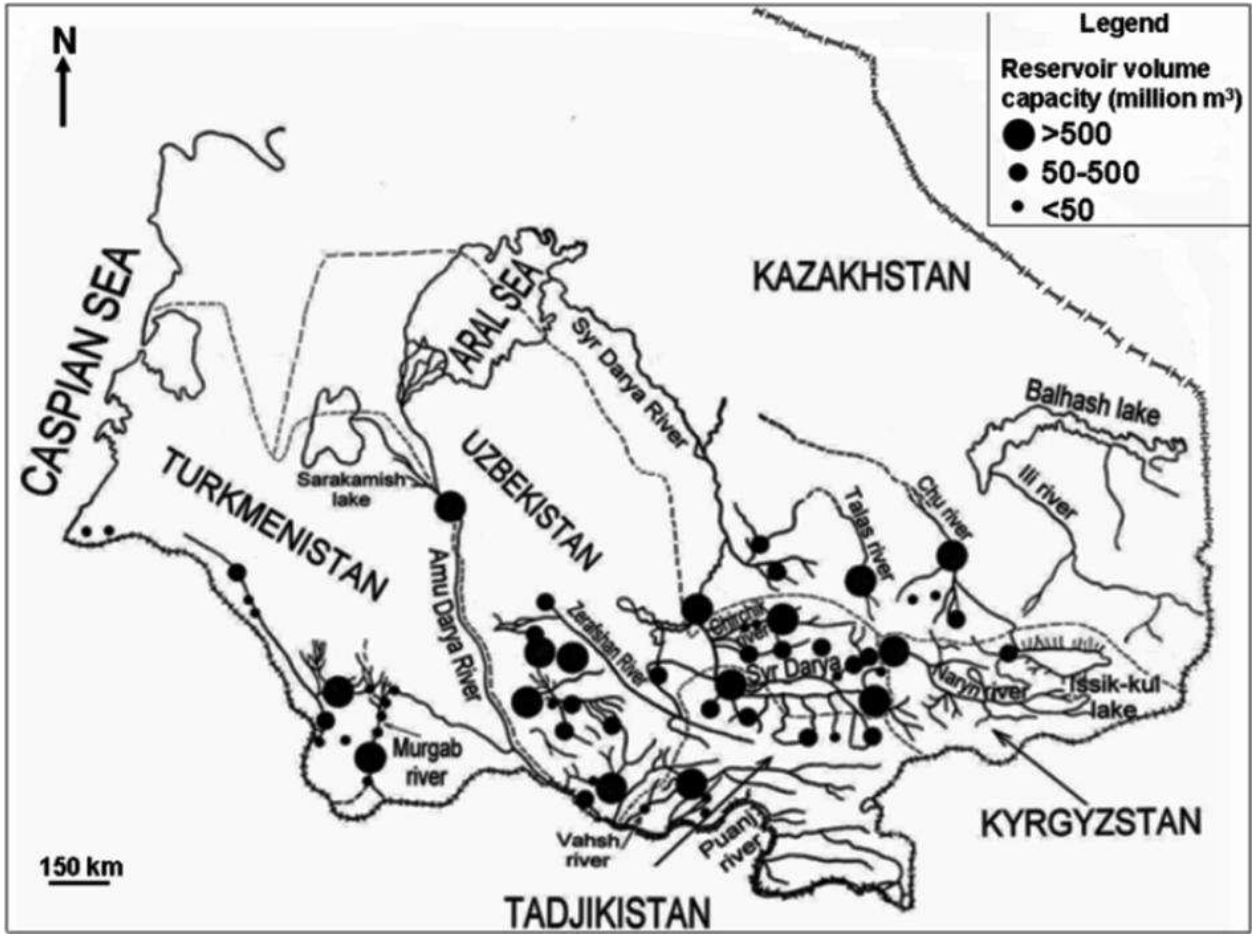 N
Legend
Reservoir volume
capacity (million m³)
>500
50-500
<50
KAZAKHSTAN
CASPIAN SEA
ARAL SEA
Syr Darya River
Balhash lake
Ili river
TURKMENISTAN
Sarakamish
lake
UZBEKISTAN
Chu river
Talas river
Amu Darya River
Zerafshan River
Chirchik
river
Syr Darya
Naryn river
Issik-kul
lake
Murgab
river
KYRGYZSTAN
Vahsh
river
Puanj
river
150 km
TADJIKISTAN